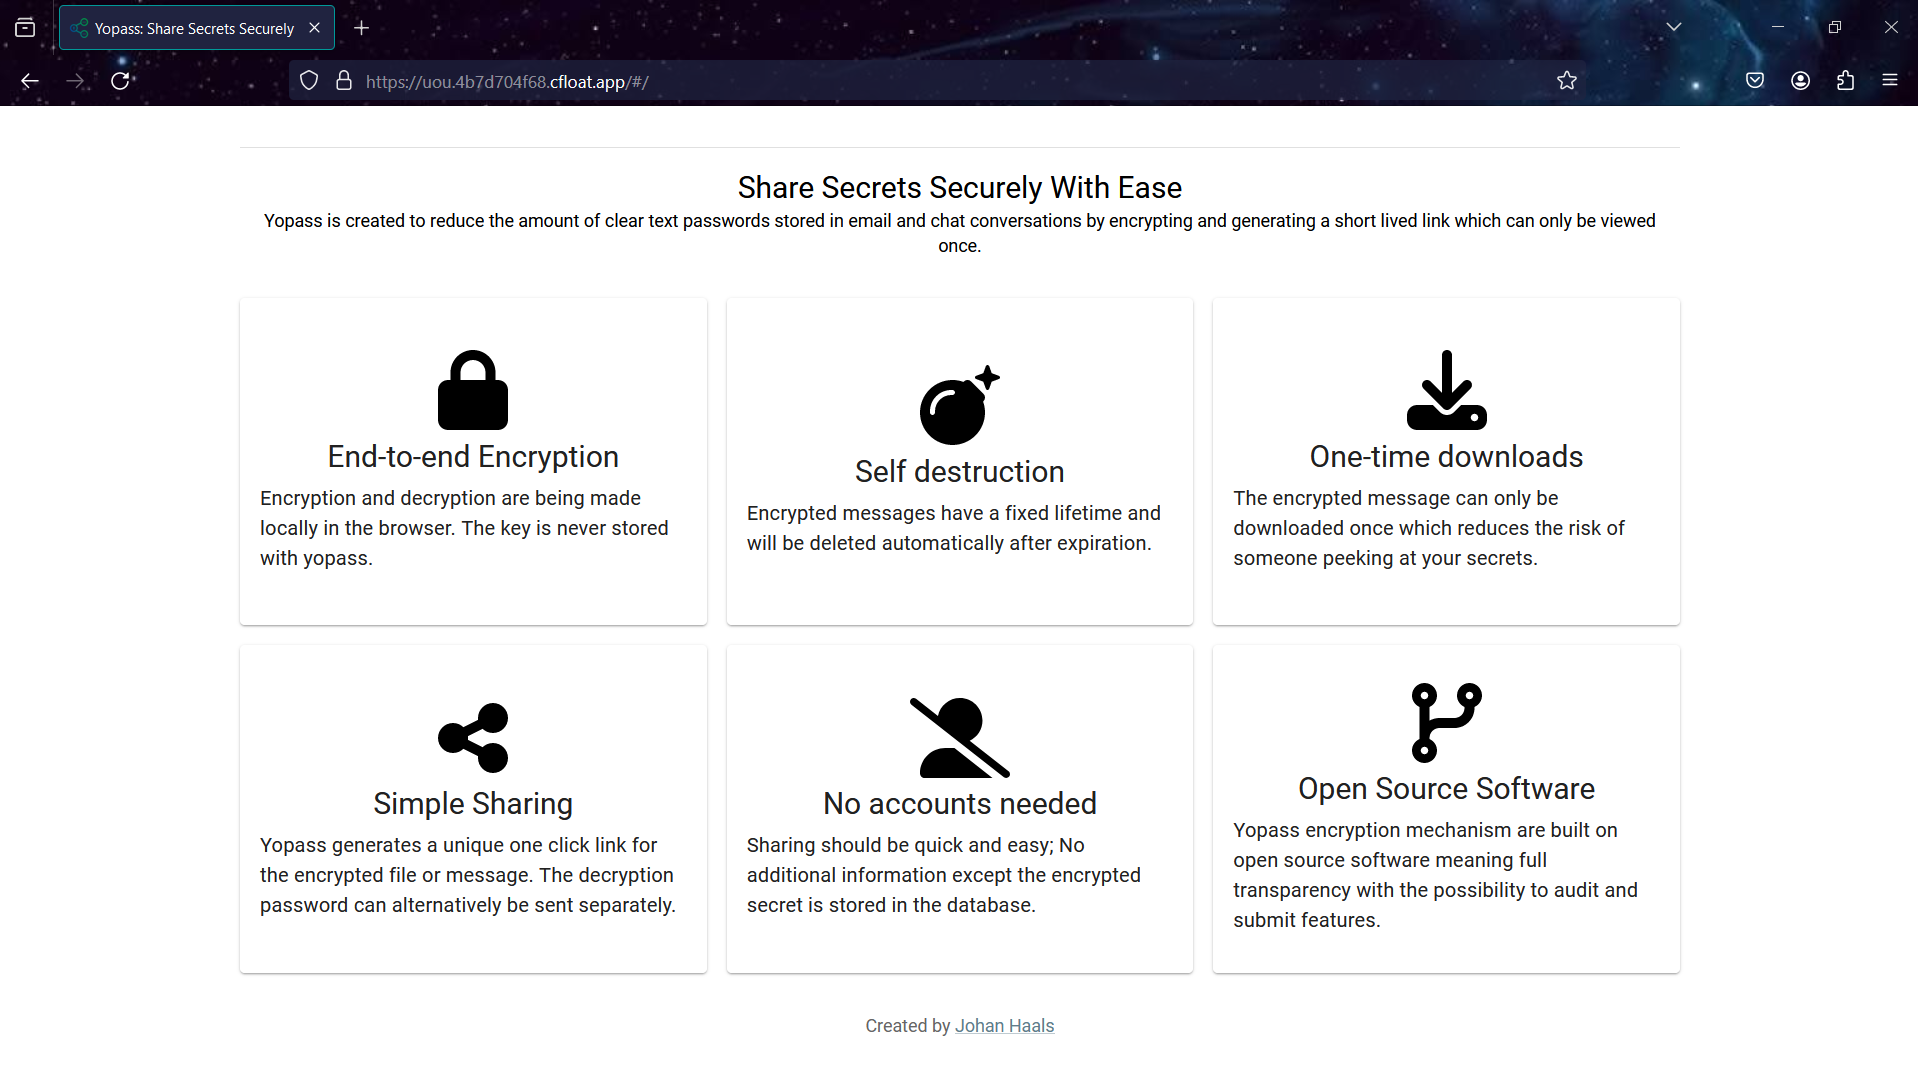 Yopass: Share Secrets Securely
https://uou.4b7d704f68.cfloat.app/#/
Share Secrets Securely With Ease
Yopass is created to reduce the amount of clear text passwords stored in email and chat conversations by encrypting and generating a short lived link which can only be viewed
once.
End-to-end Encryption
Encryption and decryption are being made
locally in the browser. The key is never stored
with yopass.
Self destruction
Encrypted messages have a fixed lifetime and
will be deleted automatically after expiration.
One-time downloads
The encrypted message can only be
downloaded once which reduces the risk of
someone peeking at your secrets.
Simple Sharing
Yopass generates a unique one click link for
the encrypted file or message. The decryption
password can alternatively be sent separately.
No accounts needed
Sharing should be quick and easy; No
additional information except the encrypted
secret is stored in the database.
Open Source Software
Yopass encryption mechanism are built on
open source software meaning full
transparency with the possibility to audit and
submit features.
Created by Johan Haals